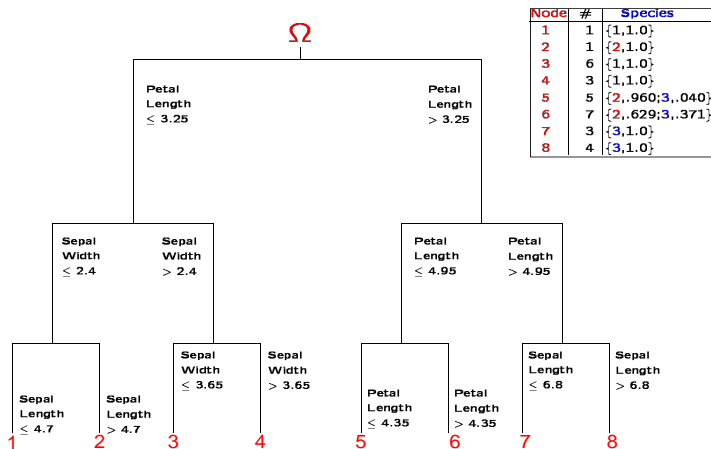 Ω
Petal
Length
≤ 3.25
Petal
Length
> 3.25
Node # Species
1 1 {1,1.0}
2 1 {2,1.0}
3 6 {1,1.0}
4 3 {1,1.0}
5 5 {2,.960;3,.040}
6 7 {2,.629;3,.371}
7 3 {3,1.0}
8 4 {3,1.0}
Sepal
Width
≤ 2.4
Sepal
Width
> 2.4
Petal
Length
≤ 4.95
Petal
Length
> 4.95
Sepal
Length
≤ 4.7
Sepal
Length
> 4.7
Sepal
Width
≤ 3.65
Sepal
Width
> 3.65
Petal
Length
≤ 4.35
Petal
Length
> 4.35
Sepal
Length
≤ 6.8
Sepal
Length
> 6.8
1 2 3 4 5 6 7 8